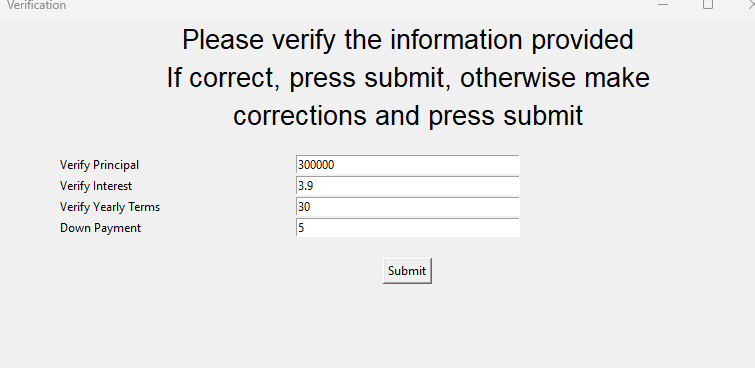 Verification
Please verify the information provided
If correct, press submit, otherwise make
corrections and press submit
Verify Principal 300000
Verify Interest 3.9
Verify Yearly Terms 30
Down Payment 5
Submit